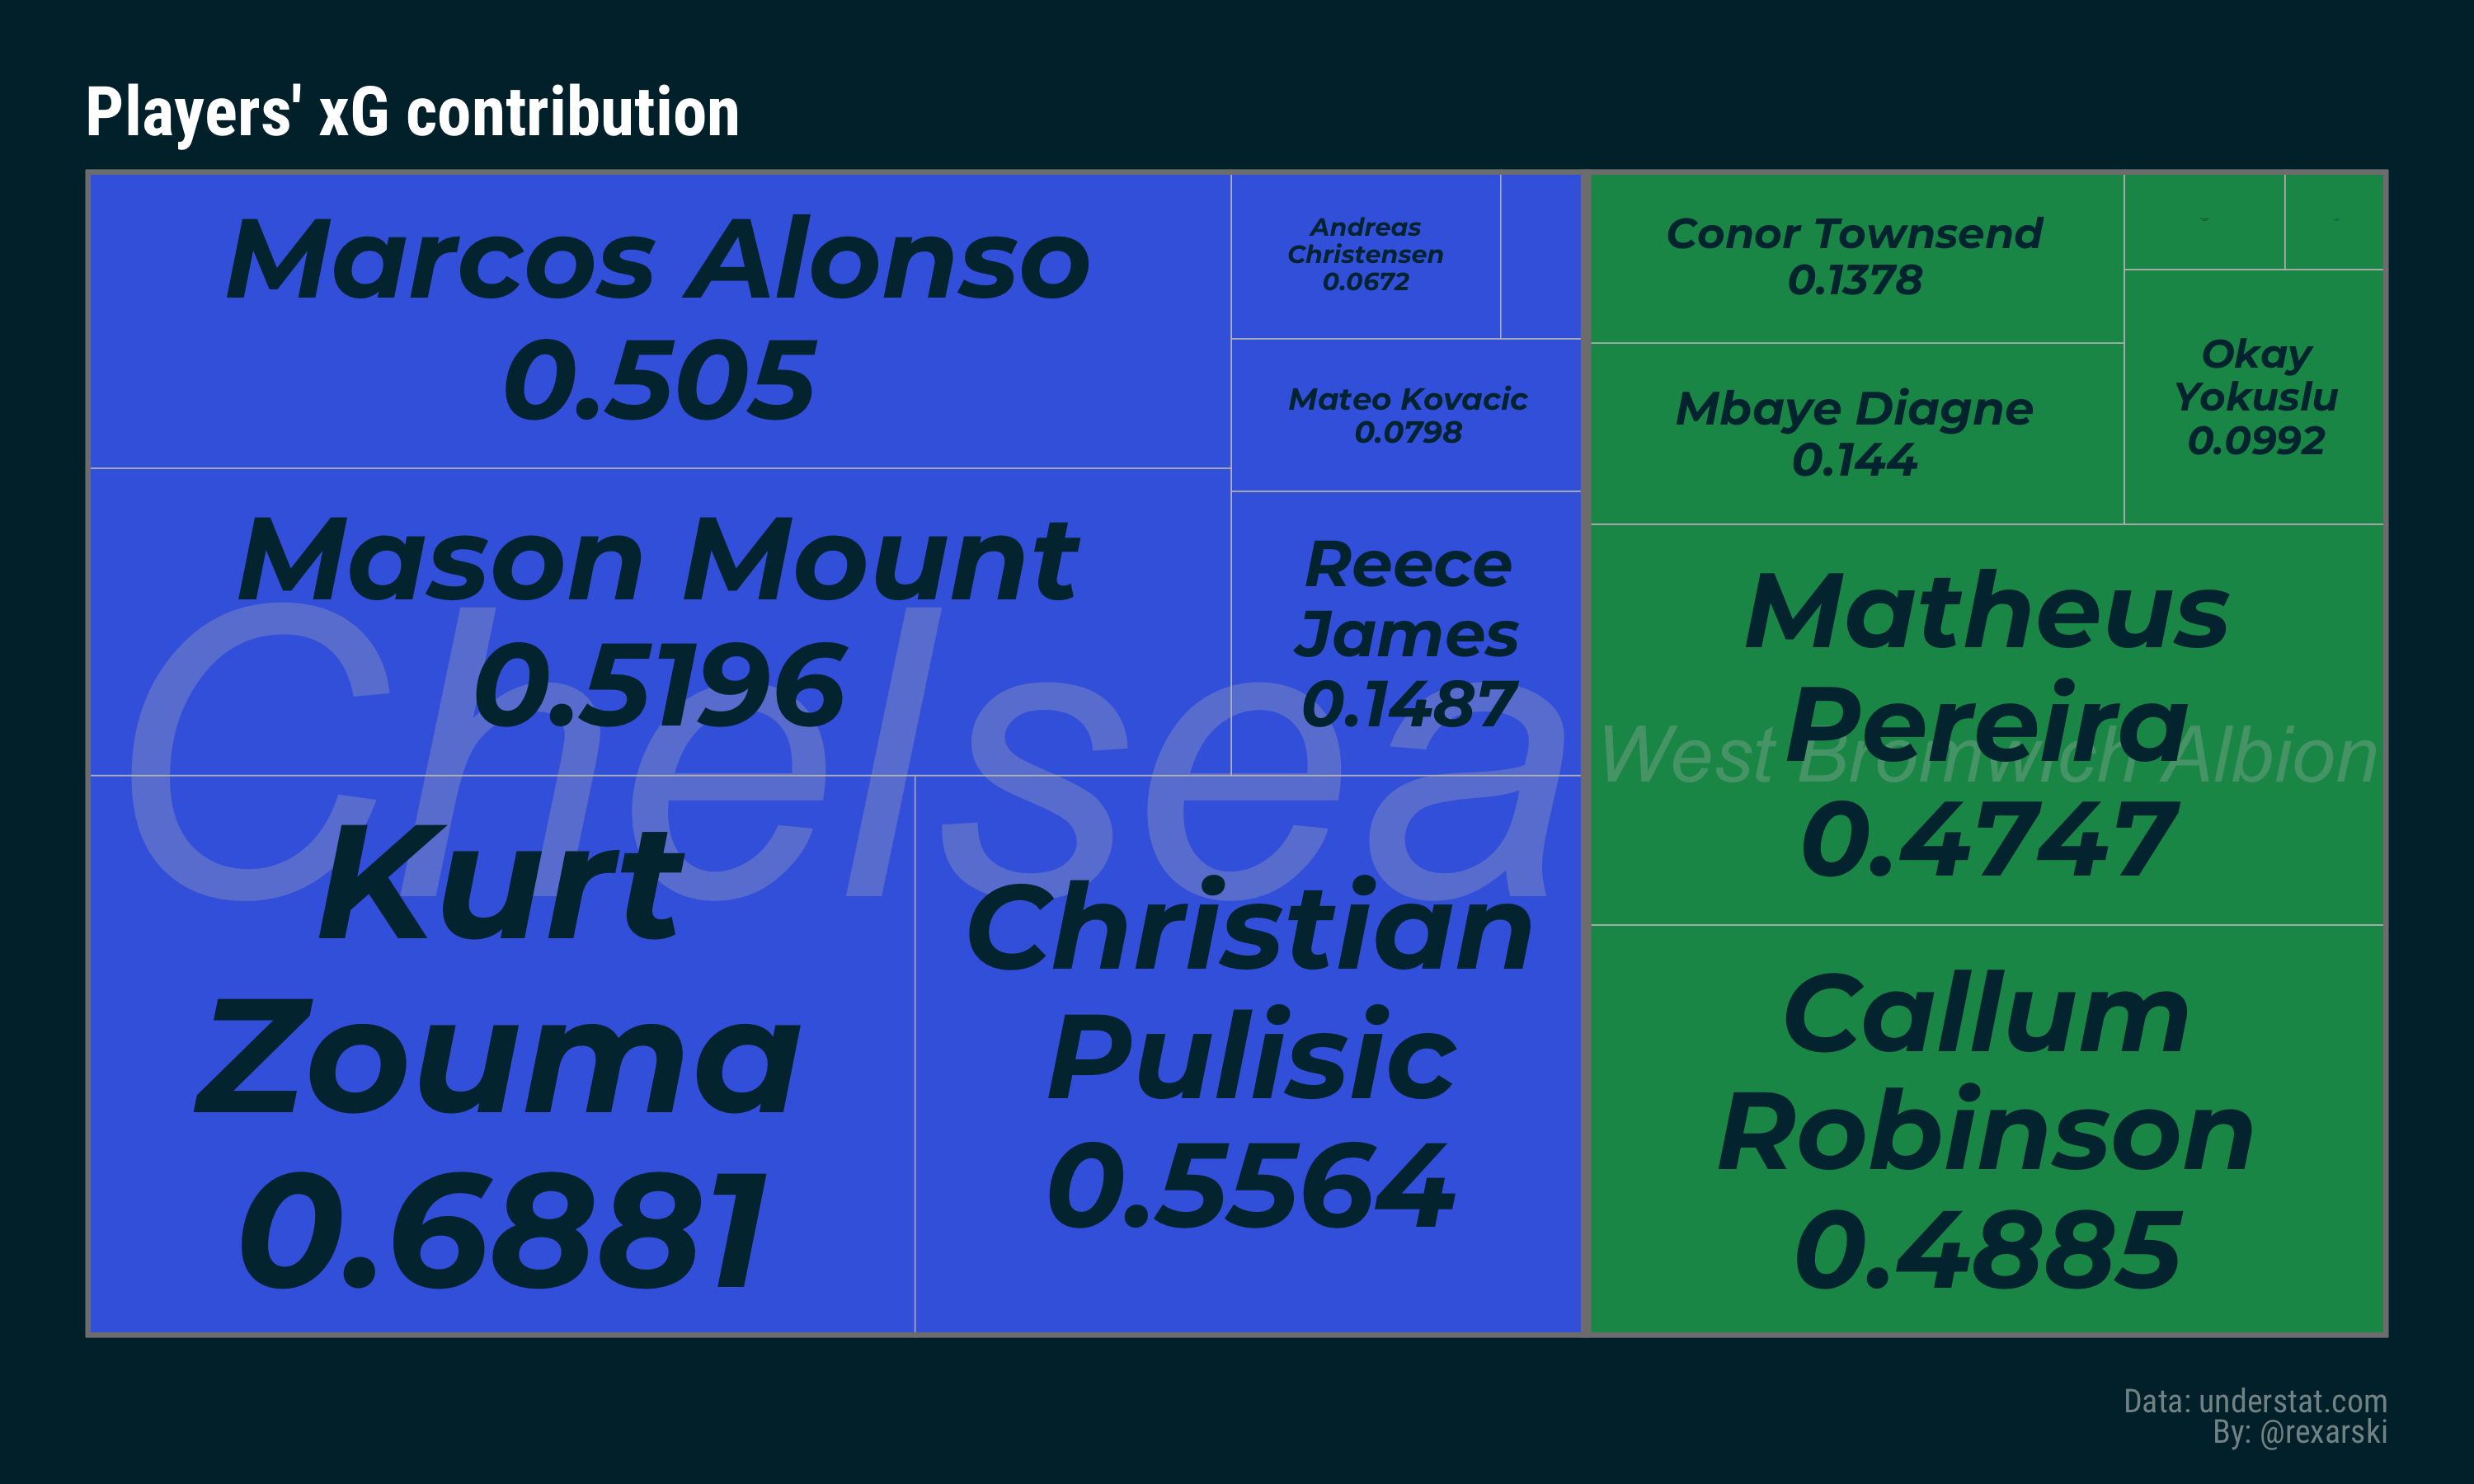 Players' xG contribution
Marcos Alonso
0.505
Mason Mount
0.5196
Kurt
Zouma
0.6881
Christian
Pulisic
0.5564
Andreas
Christensen
0.0672
Mateo Kovacic
0.0798
Reece
James
0.1487
Chelsea
Conor Townsend
0.1378
Mbaye Diagne
0.144
Okay
Yokuslu
0.0992
Matheus
Pereira
0.4747
West Bromwich Albion
Callum
Robinson
0.4885
Data: understat.com
By: @rexarski